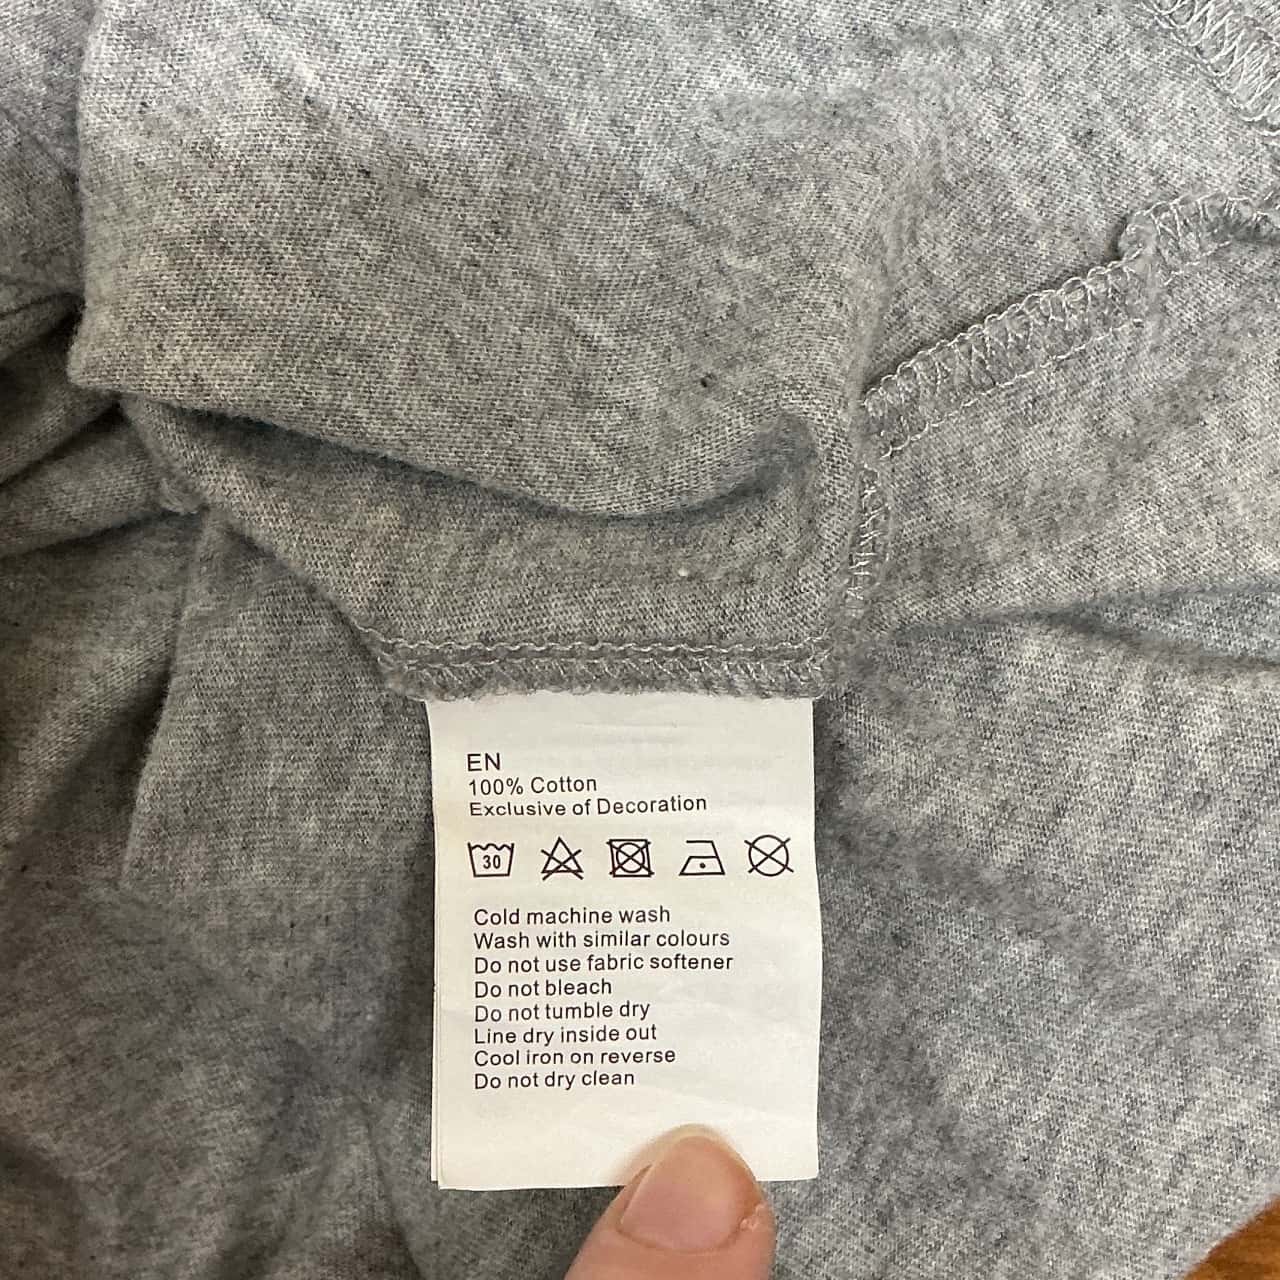 EN
100% Cotton
Exclusive of Decoration
30
Cold machine wash
Wash with similar colours
Do not use fabric softener
Do not bleach
Do not tumble dry
Line dry inside out
Cool iron on reverse
Do not dry clean